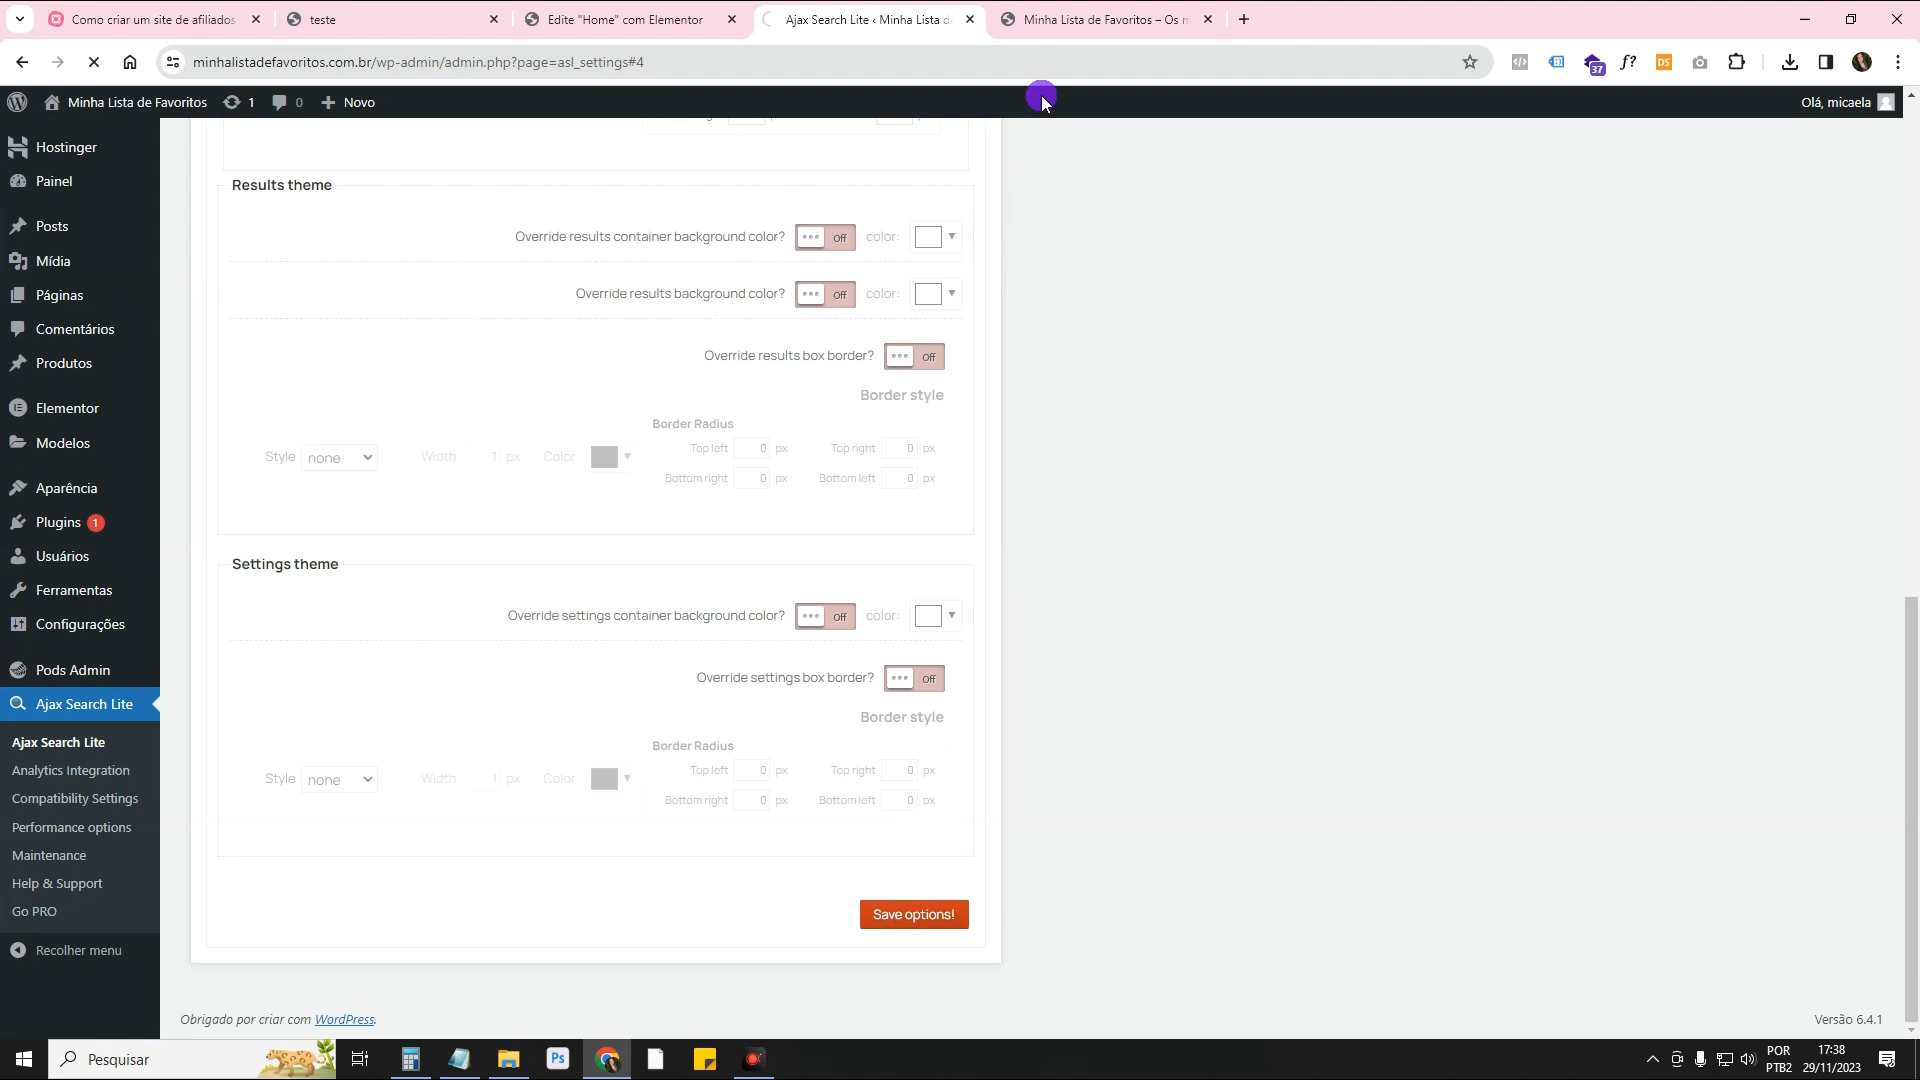 Como criar um site de afiliados
teste
Edite "Home" com Elementor
Ajax Search Lite ‹ Minha Lista de
Minha Lista de Favoritos – Os m
minhalistadefavoritos.com.br/wp-admin/admin.php?page=asl_settings#4
37
f?
DS
Minha Lista de Favoritos
1
0
Novo
Olá, micaela
Hostinger
Painel
Posts
Mídia
Páginas
Comentários
Produtos
Elementor
Modelos
Aparência
Plugins 1
Usuários
Ferramentas
Configurações
Pods Admin
Ajax Search Lite
Ajax Search Lite
Analytics Integration
Compatibility Settings
Performance options
Maintenance
Help & Support
Go PRO
Recolher menu
Results theme
Override results container background color? Off color:
Override results background color? Off color:
Override results box border? Off
Border style
Border Radius
Style none Width 1 px Color
Top left 0 px Top right 0 px
Bottom right 0 px Bottom left 0 px
Settings theme
Override settings container background color? Off color:
Override settings box border? Off
Border style
Border Radius
Style none Width 1 px Color
Top left 0 px Top right 0 px
Bottom right 0 px Bottom left 0 px
Save options!
Obrigado por criar com WordPress.
Versão 6.4.1
Pesquisar
Ps
POR
PTB2
17:38
29/11/2023